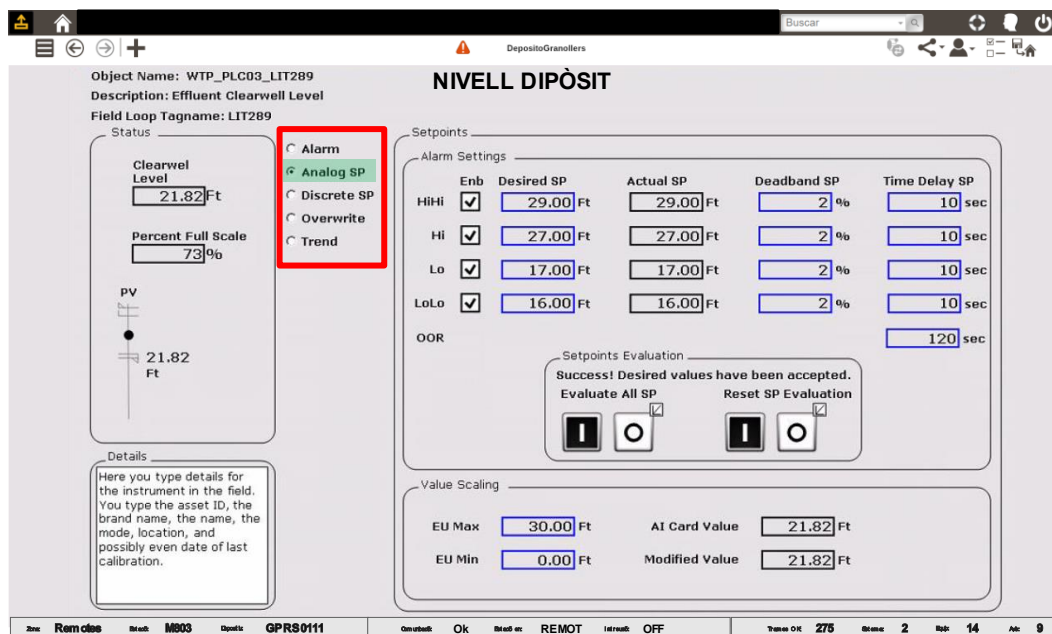 Buscar
DepositoGranollers
Object Name: WTP_PLC03_LIT289
NIVELL DIPÒSIT
Description: Effluent Clearwell Level
Field Loop Tagname: LIT289
Status
Clearwel
Level
21.82 Ft
Percent Full Scale
73 %
PV
21.82
Ft
Alarm
Analog SP
Discrete SP
Overwrite
Trend
Details
Here you type details for
the instrument in the field.
You type the asset ID, the
brand name, the name, the
mode, location, and
possibly even date of last
calibration.
Setpoints
Alarm Settings
Enb Desired SP Actual SP Deadband SP Time Delay SP
HiHi 29.00 Ft 29.00 Ft 2 % 10 sec
Hi 27.00 Ft 27.00 Ft 2 % 10 sec
Lo 17.00 Ft 17.00 Ft 2 % 10 sec
LoLo 16.00 Ft 16.00 Ft 2 % 10 sec
OOR 120 sec
Setpoints Evaluation
Success! Desired values have been accepted.
Evaluate All SP Reset SP Evaluation
Value Scaling
EU Max 30.00 Ft AI Card Value 21.82 Ft
EU Min 0.00 Ft Modified Value 21.82 Ft
Zona: Remotes M803 GPRS0111 Ok REMOT OFF 275 2 14 9